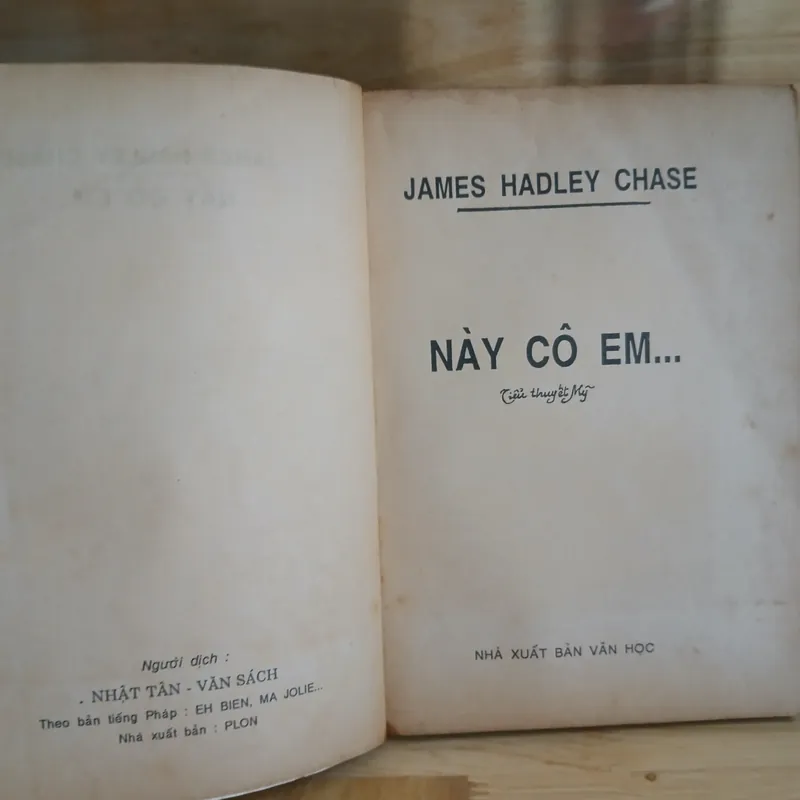 Người dịch :
. NHẬT TÂN - VĂN SÁCH
Theo bản tiếng Pháp : EH BIEN, MA JOLIE...
Nhà xuất bản : PLON
JAMES HADLEY CHASE
NÀY CÔ EM...
Tiểu thuyết Mỹ
NHÀ XUẤT BẢN VĂN HỌC